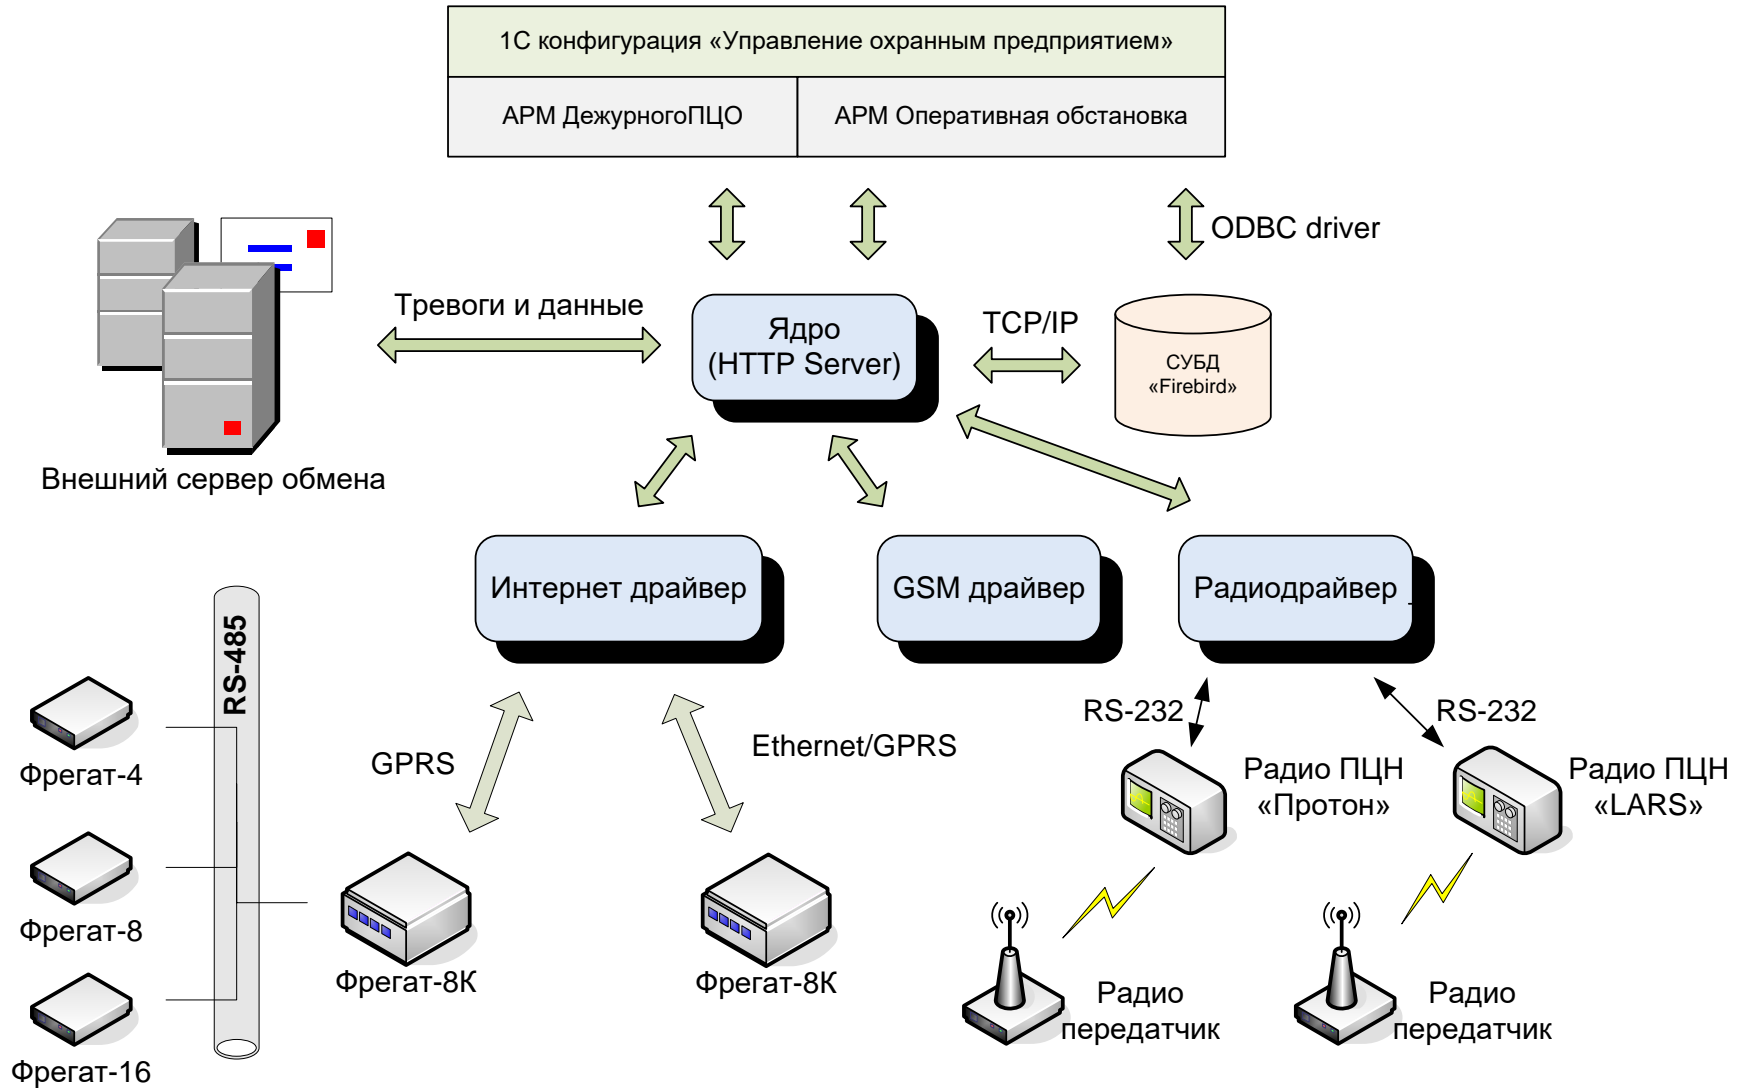 1С конфигурация «Управление охранным предприятием»
АРМ ДежурногоПЦО
АРМ Оперативная обстановка
ODBC driver
Тревоги и данные
Ядро
(HTTP Server)
TCP/IP
СУБД
«Firebird»
Внешний сервер обмена
Интернет драйвер
GSM драйвер
Радиодрайвер
RS-485
RS-232
RS-232
GPRS
Ethernet/GPRS
Фрегат-4
Радио ПЦН
«Протон»
Радио ПЦН
«LARS»
Фрегат-8
Фрегат-8К
Фрегат-8К
Радио
передатчик
Радио
передатчик
Фрегат-16